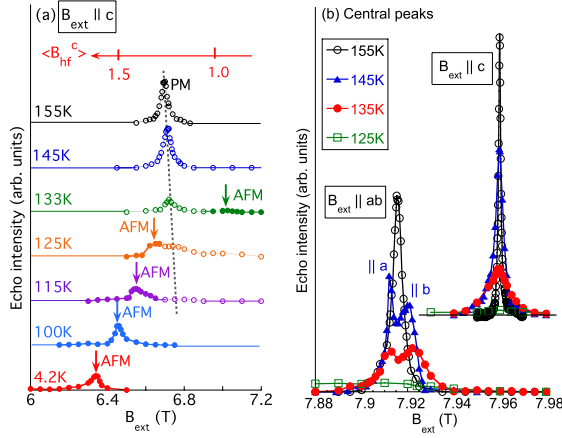 (a) B_ext || c
<B_hf^c>
1.5 1.0
PM
155K
145K
133K AFM
125K AFM
115K AFM
100K AFM
4.2K AFM
Echo intensity (arb. units)
6 6.4 6.8 7.2
B_ext (T)
(b) Central peaks
155K
145K
135K
125K
B_ext || c
B_ext || ab
|| a
|| b
Echo intensity (arb. units)
7.88 7.9 7.92 7.94 7.96 7.98
B_ext (T)